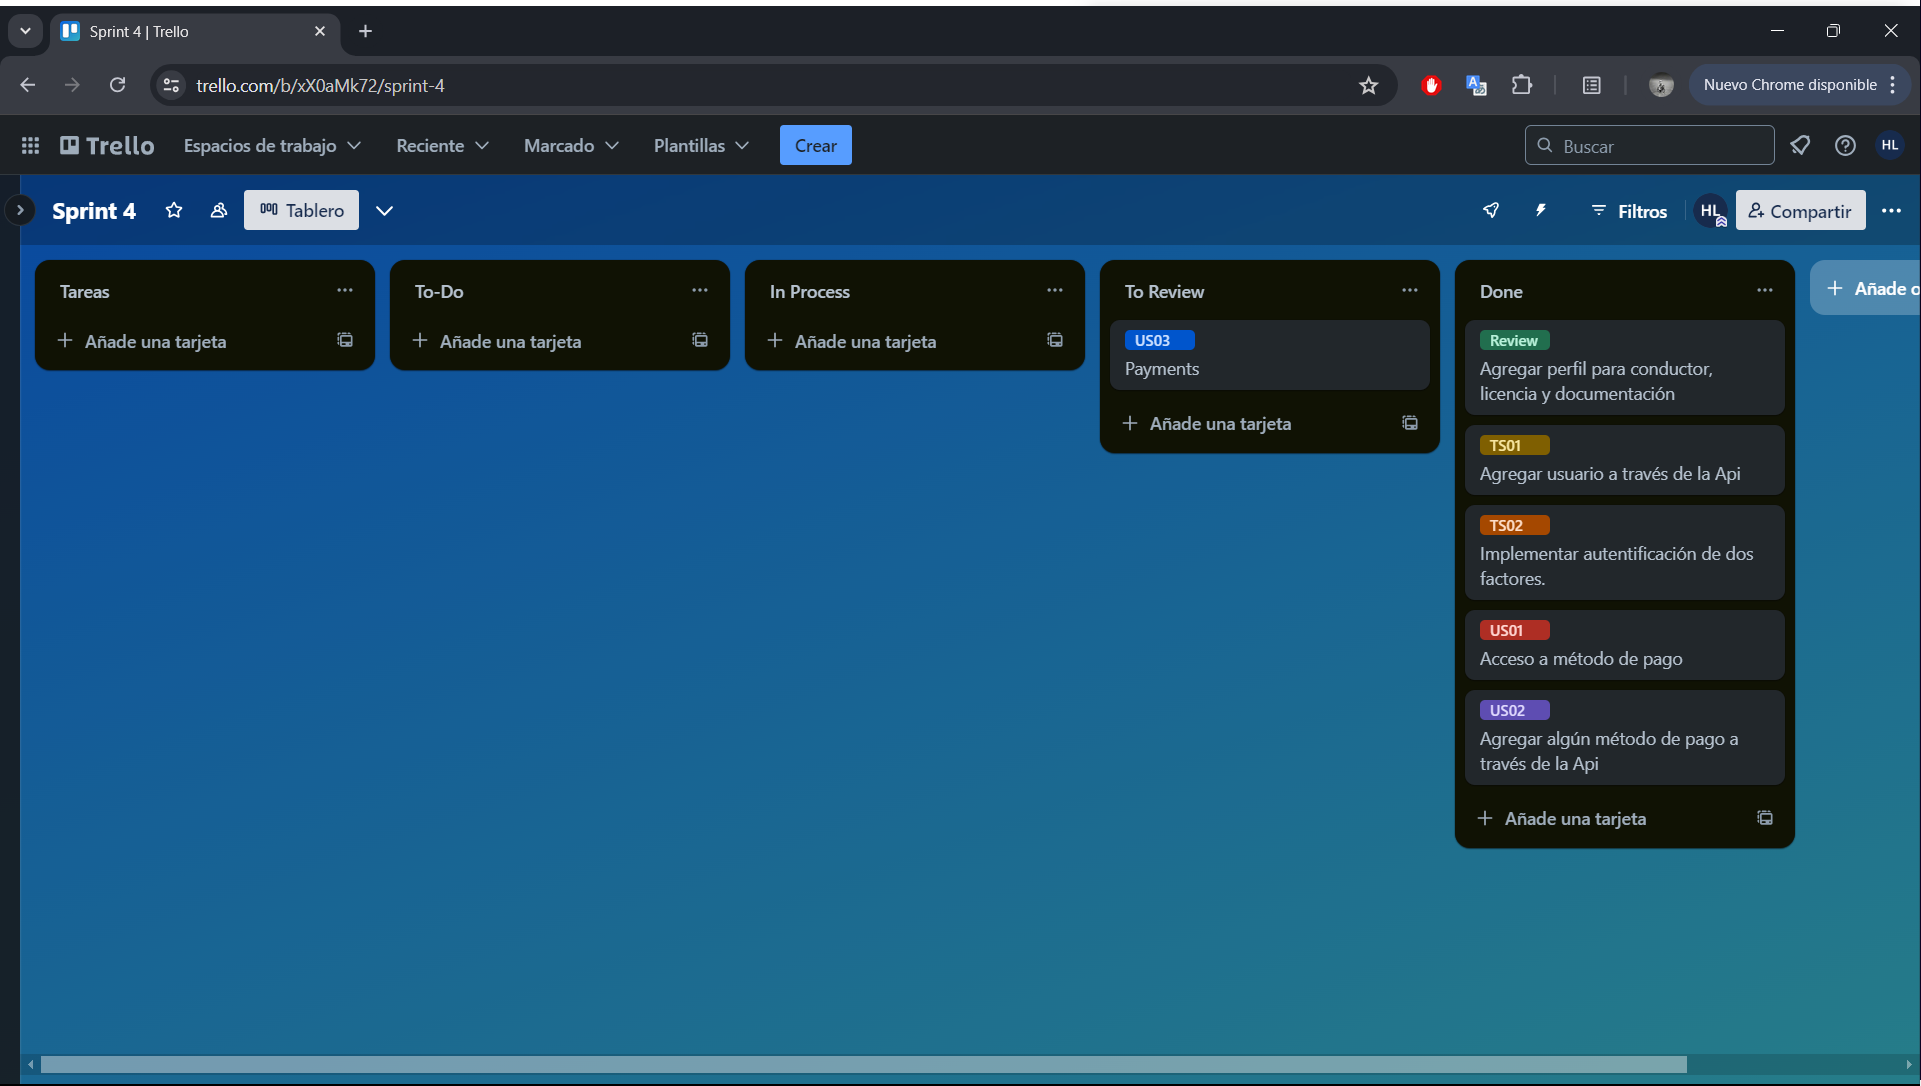 Sprint 4 | Trello
trello.com/b/xX0aMk72/sprint-4
Nuevo Chrome disponible
Trello
Espacios de trabajo
Reciente
Marcado
Plantillas
Crear
Buscar
HL
Sprint 4
Tablero
Filtros
HL
Compartir
Tareas
Añade una tarjeta
To-Do
Añade una tarjeta
In Process
Añade una tarjeta
To Review
US03
Payments
Añade una tarjeta
Done
Review
Agregar perfil para conductor,
licencia y documentación
TS01
Agregar usuario a través de la Api
TS02
Implementar autentificación de dos
factores.
US01
Acceso a método de pago
US02
Agregar algún método de pago a
través de la Api
Añade una tarjeta
Añade o